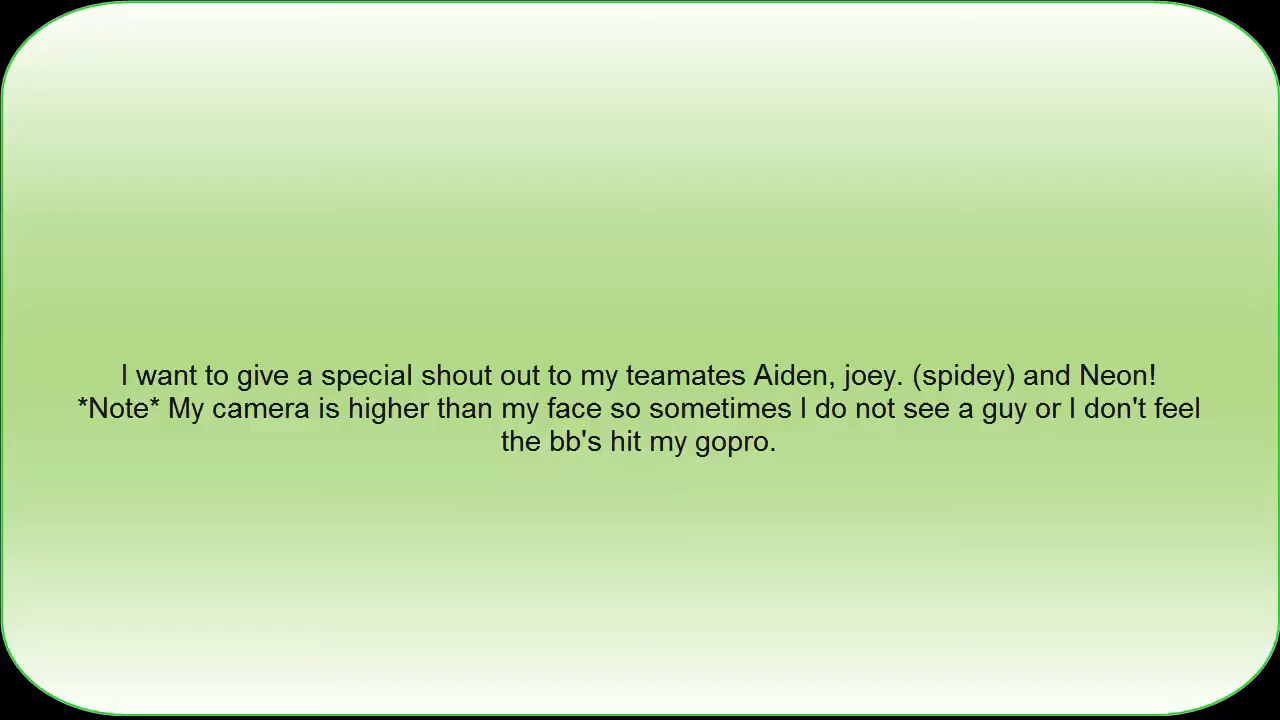 I want to give a special shout out to my teamates Aiden, joey. (spidey) and Neon!
*Note* My camera is higher than my face so sometimes I do not see a guy or I don't feel
the bb's hit my gopro.